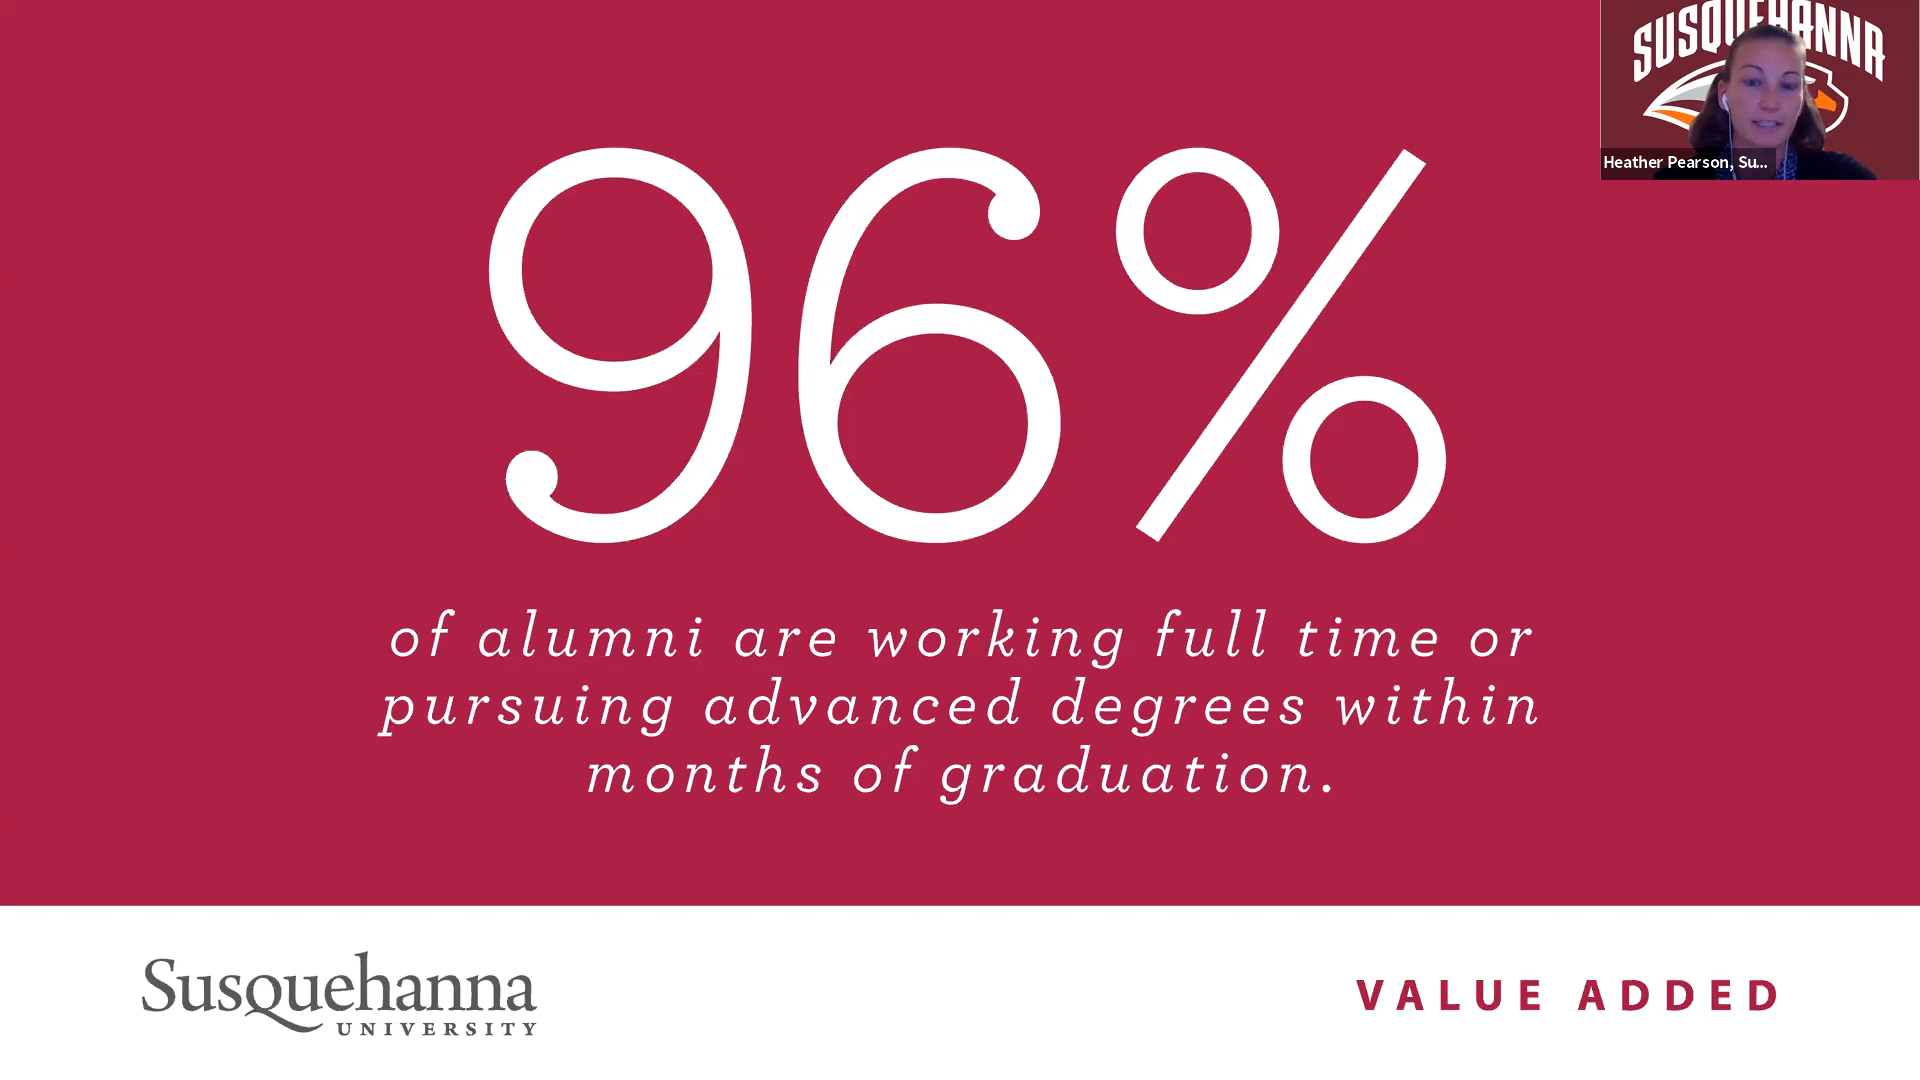 SUSQUEHANNA
Heather Pearson, Su...
96%
of alumni are working full time or
pursuing advanced degrees within
months of graduation.
Susquehanna
UNIVERSITY
VALUE ADDED